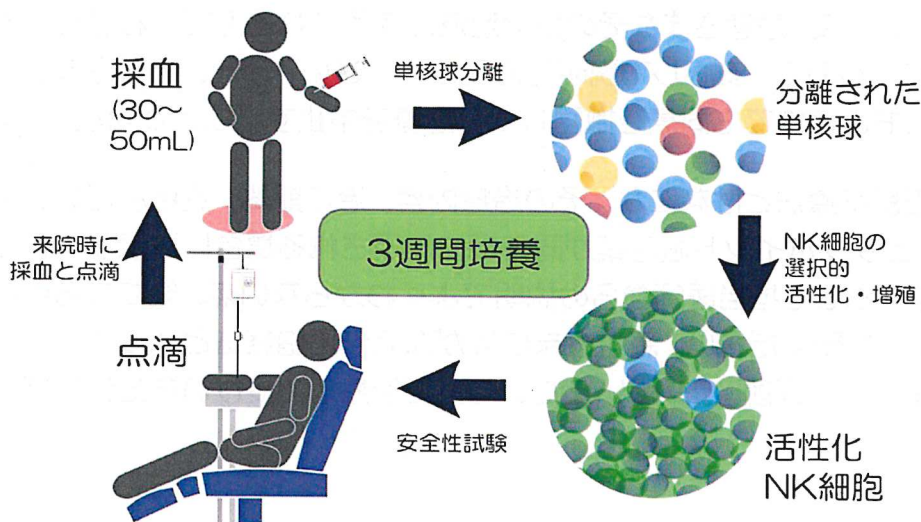 採血
(30〜
50mL)
単核球分離
分離された
単核球
3週間培養
NK細胞の
選択的
活性化・増殖
活性化
NK細胞
安全性試験
点滴
来院時に
採血と点滴